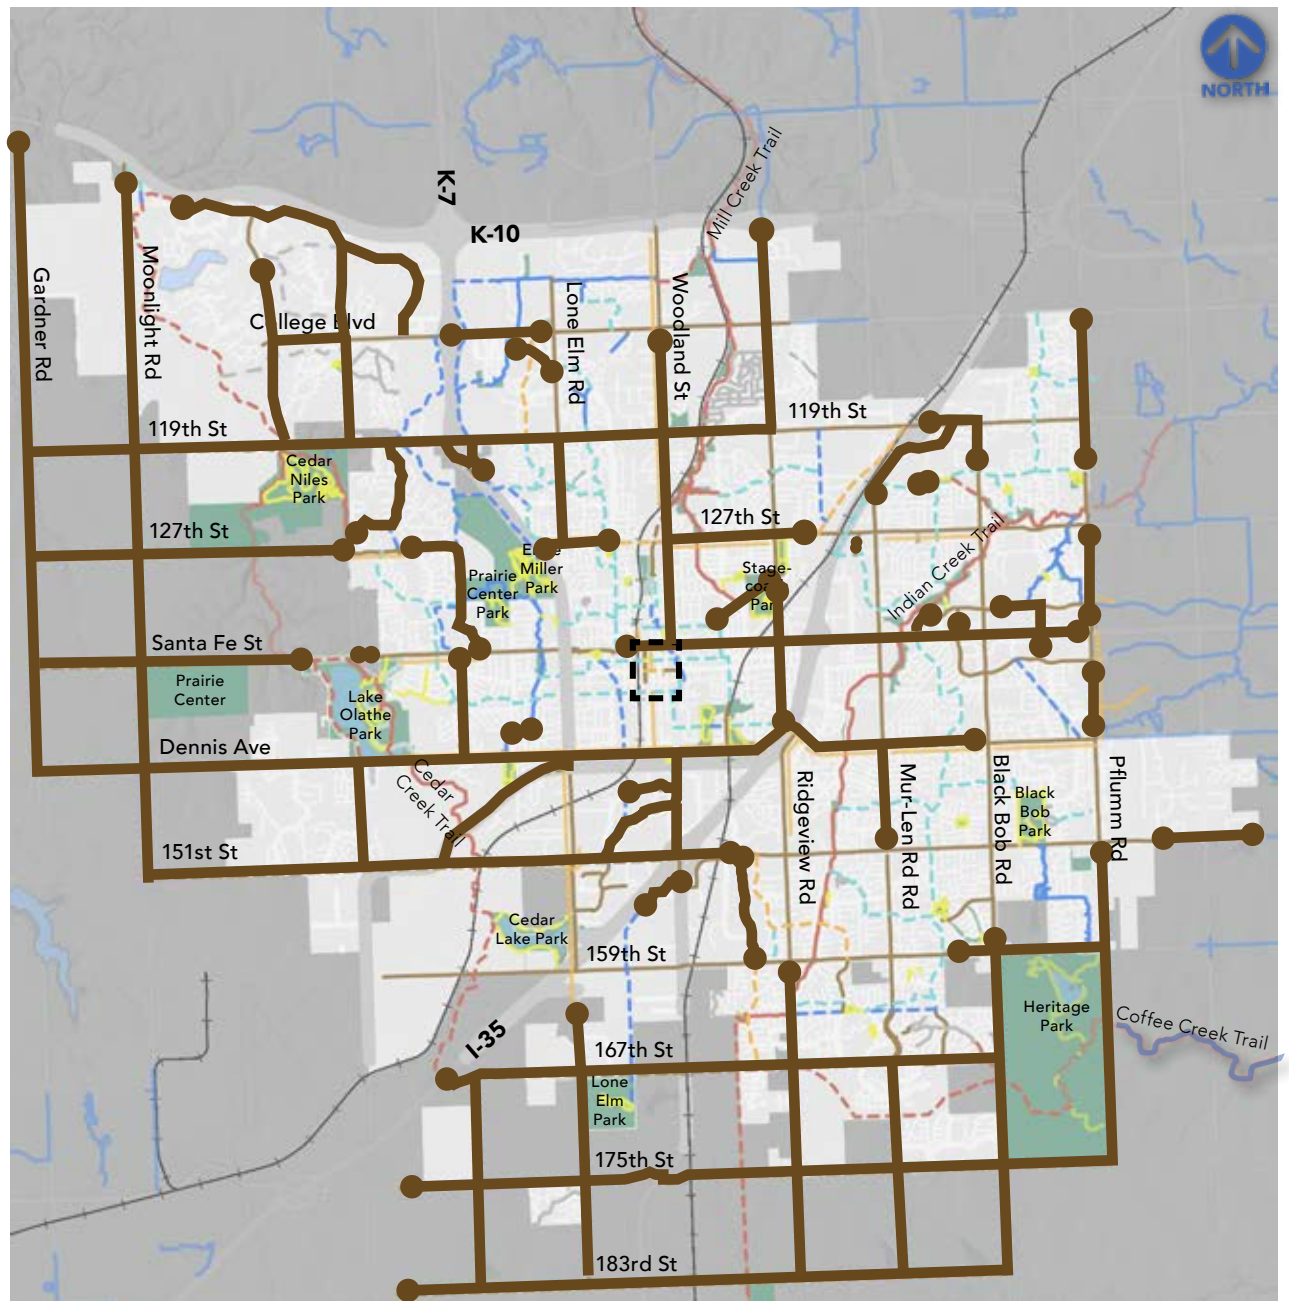 NORTH
K-7
K-10
Mill Creek Trail
Gardner Rd
Moonlight Rd
College Blvd
Lone Elm Rd
Woodland St
119th St
119th St
Cedar
Niles
Park
127th St
127th St
Prairie
Center
Park
Miller
Park
Stage-
Indian Creek Trail
Santa Fe St
Prairie
Center
Lake
Olathe
Park
Dennis Ave
Cedar
Creek Trail
Ridgeview Rd
Mur-Len Rd Rd
Black Bob Rd
Black
Bob
Park
Pflumm Rd
151st St
Cedar
Lake Park
159th St
Heritage
Park
Coffee Creek Trail
I-35
167th St
Lone
Elm
Park
175th St
183rd St